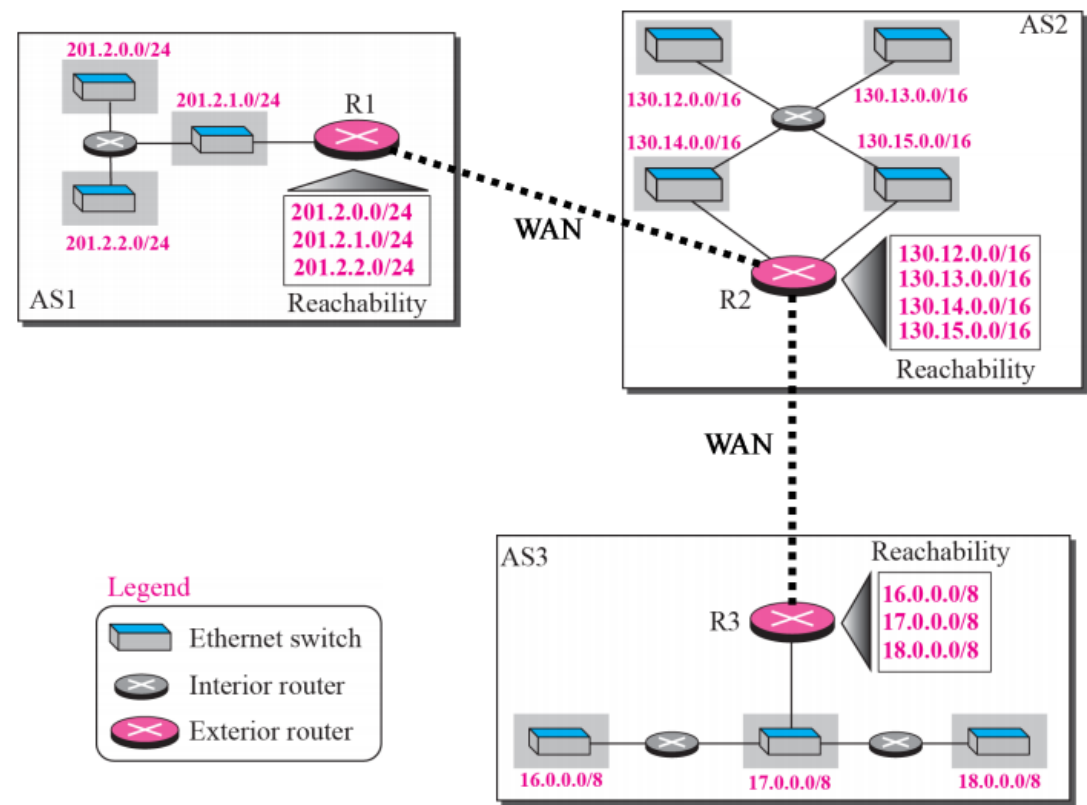 201.2.0.0/24
201.2.1.0/24
R1
201.2.2.0/24
201.2.0.0/24
201.2.1.0/24
201.2.2.0/24
Reachability
AS1
WAN
AS2
130.12.0.0/16
130.13.0.0/16
130.14.0.0/16
130.15.0.0/16
R2
130.12.0.0/16
130.13.0.0/16
130.14.0.0/16
130.15.0.0/16
Reachability
WAN
AS3
Reachability
R3
16.0.0.0/8
17.0.0.0/8
18.0.0.0/8
16.0.0.0/8
17.0.0.0/8
18.0.0.0/8
Legend
Ethernet switch
Interior router
Exterior router